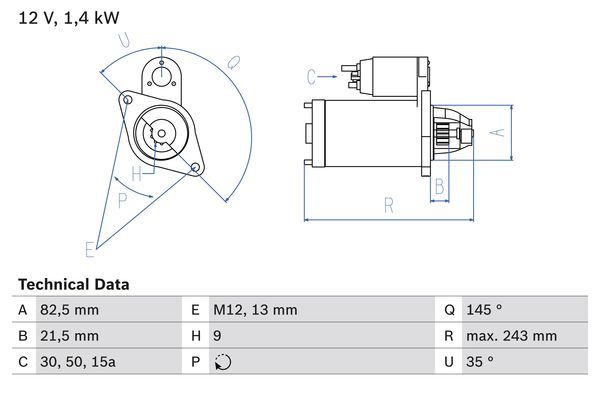 12 V, 1,4 kW
U
Q
C
A
H
B
P
R
E
Technical Data
A 82,5 mm E M12, 13 mm Q 145 °
B 21,5 mm H 9 R max. 243 mm
C 30, 50, 15a P U 35 °